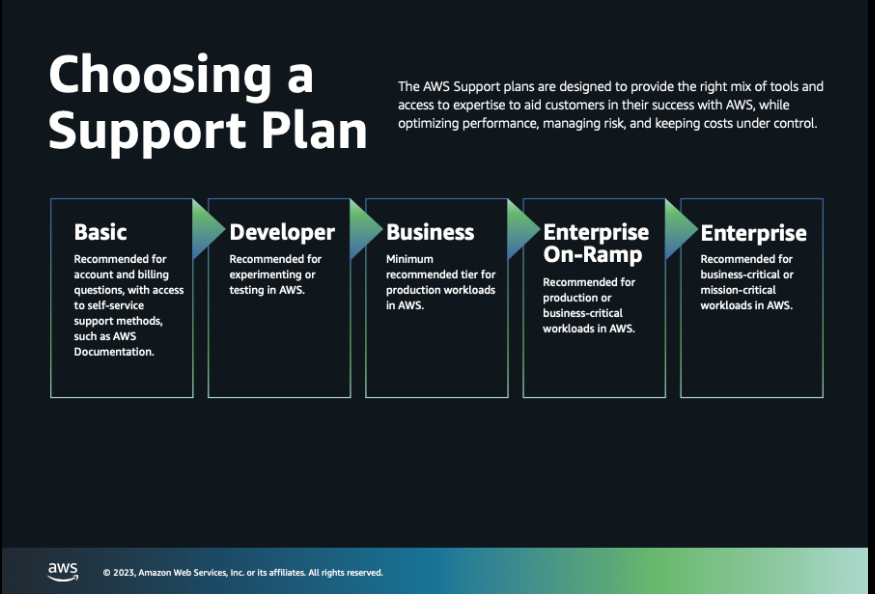 Choosing a
Support Plan
The AWS Support plans are designed to provide the right mix of tools and
access to expertise to aid customers in their success with AWS, while
optimizing performance, managing risk, and keeping costs under control.
Basic
Recommended for
account and billing
questions, with access
to self-service
support methods,
such as AWS
Documentation.
Developer
Recommended for
experimenting or
testing in AWS.
Business
Minimum
recommended tier for
production workloads
in AWS.
Enterprise
On-Ramp
Recommended for
production or
business-critical
workloads in AWS.
Enterprise
Recommended for
business-critical or
mission-critical
workloads in AWS.
aws
© 2023, Amazon Web Services, Inc. or its affiliates. All rights reserved.